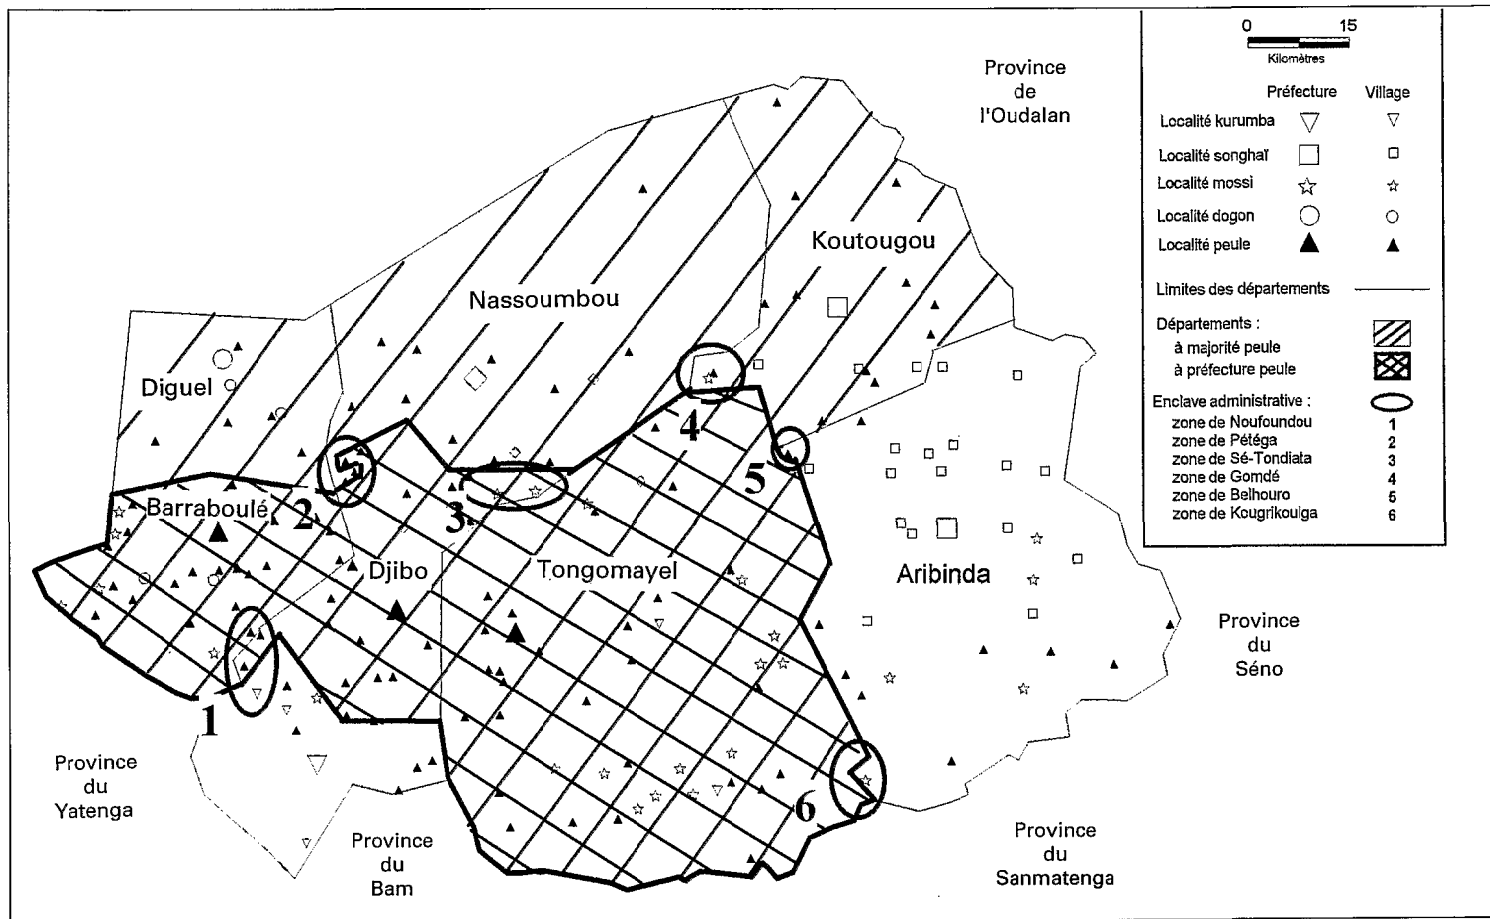 Province
de
l'Oudalan
Koutougou
Nassoumbou
Diguel
4
5
2
3
Barraboulé
Djibo
Tongomayel
Aribinda
Province
du
Séno
1
6
Province
du
Yatenga
Province
du
Bam
Province
du
Sanmatenga
0 15
Kilomètres
Préfecture Village
Localité kurumba
Localité songhaï
Localité mossi
Localité dogon
Localité peule
Limites des départements
Départements :
à majorité peule
à préfecture peule
Enclave administrative :
zone de Noufoundou 1
zone de Pétéga 2
zone de Sé-Tondiata 3
zone de Gomdé 4
zone de Belhouro 5
zone de Kougrikoulga 6